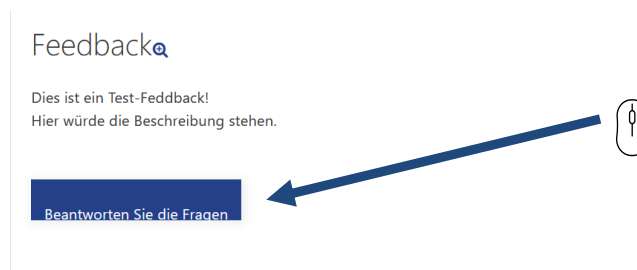 Feedback
Dies ist ein Test-Feddback!
Hier würde die Beschreibung stehen.
Beantworten Sie die Fragen